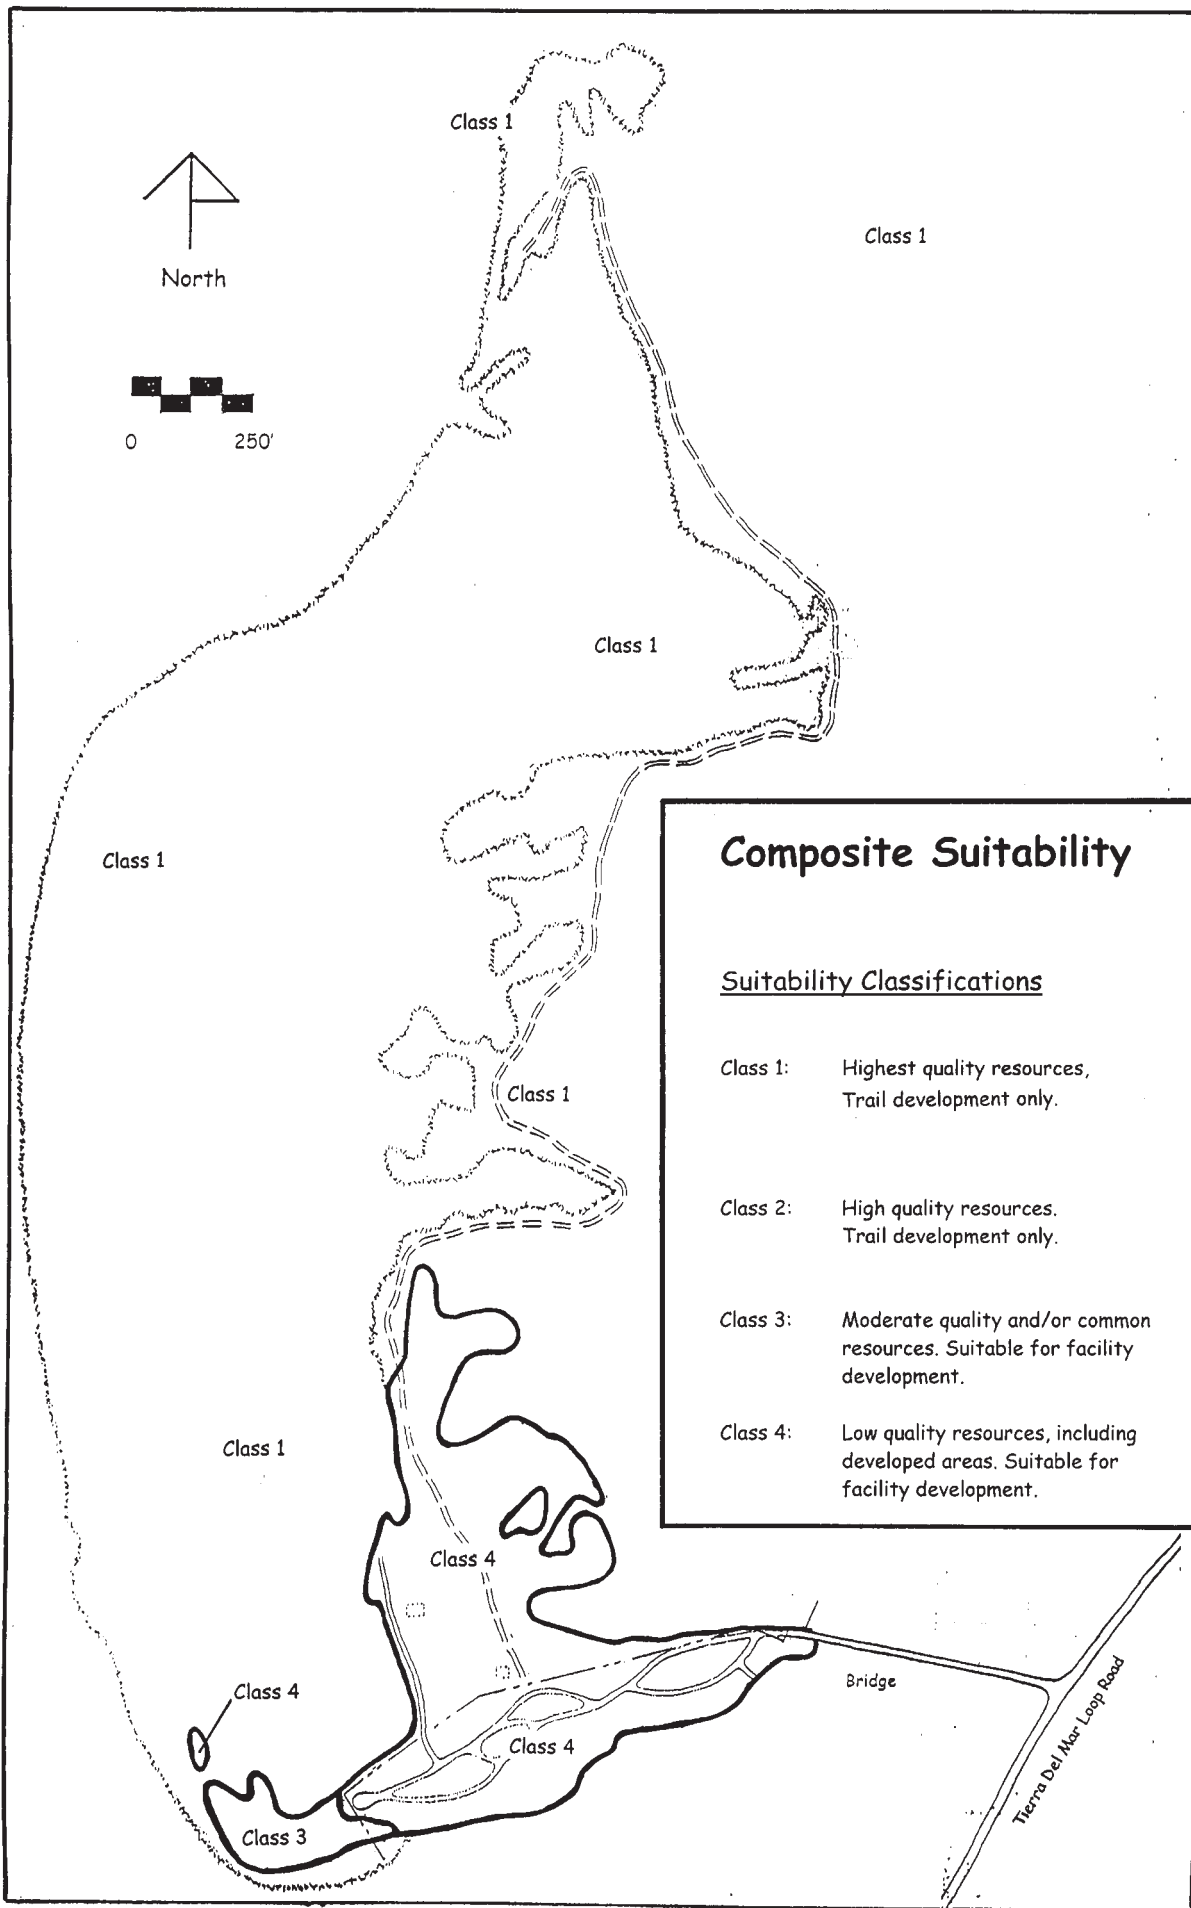 Class 1
Class 1
North
0 250'
Class 1
Class 1
Composite Suitability
Suitability Classifications
Class 1: Highest quality resources,
Trail development only.
Class 1
Class 2: High quality resources.
Trail development only.
Class 3: Moderate quality and/or common
resources. Suitable for facility
development.
Class 4: Low quality resources, including
developed areas. Suitable for
facility development.
Class 1
Class 4
Bridge
Tierra Del Mar Loop Road
Class 4
Class 4
Class 3